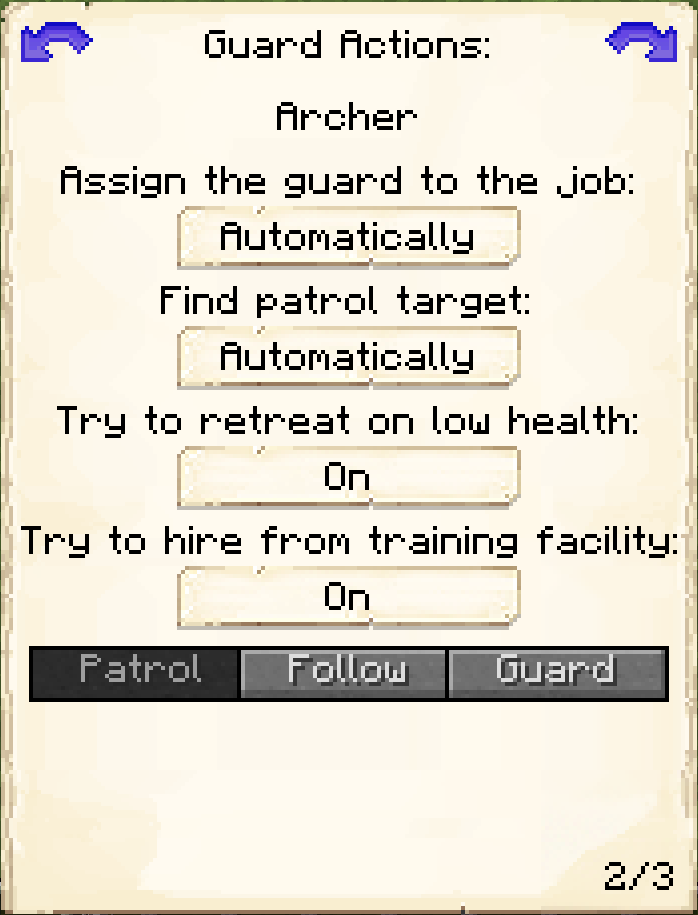 Guard Actions:
Archer
Assign the guard to the job:
Automatically
Find patrol target:
Automatically
Try to retreat on low health:
On
Try to hire from training facility:
On
Patrol Follow Guard
2/3